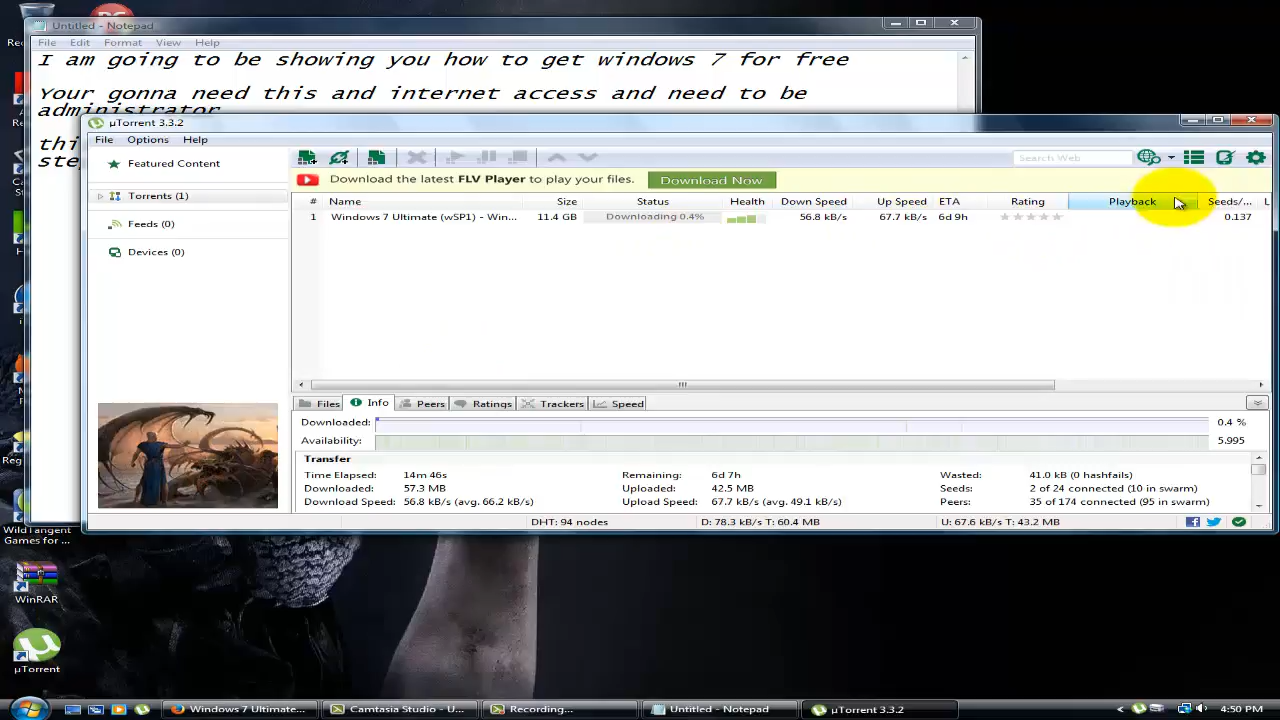 Untitled - Notepad
File Edit Format View Help
I am going to be showing you how to get windows 7 for free
Your gonna need this and internet access and need to be
administrator
µTorrent 3.3.2
File Options Help
Featured Content
Search Web
Download the latest FLV Player to play your files. Download Now
Torrents (1)
# Name Size Status Health Down Speed Up Speed ETA Rating Playback Seeds/...
1 Windows 7 Ultimate (wSP1) - Win... 11.4 GB Downloading 0.4% 56.8 kB/s 67.7 kB/s 6d 9h 0.137
Feeds (0)
Devices (0)
Files Info Peers Ratings Trackers Speed
Downloaded: 0.4 %
Availability: 5.995
Transfer
Time Elapsed: 14m 46s Remaining: 6d 7h Wasted: 41.0 kB (0 hashfails)
Downloaded: 57.3 MB Uploaded: 42.5 MB Seeds: 2 of 24 connected (10 in swarm)
Download Speed: 56.8 kB/s (avg. 66.2 kB/s) Upload Speed: 67.7 kB/s (avg. 49.1 kB/s) Peers: 35 of 174 connected (95 in swarm)
DHT: 94 nodes D: 78.3 kB/s T: 60.4 MB U: 67.6 kB/s T: 43.2 MB
WildTangent
Games for ...
WinRAR
µTorrent
Windows 7 Ultimate... Camtasia Studio - U... Recording... Untitled - Notepad µTorrent 3.3.2 4:50 PM